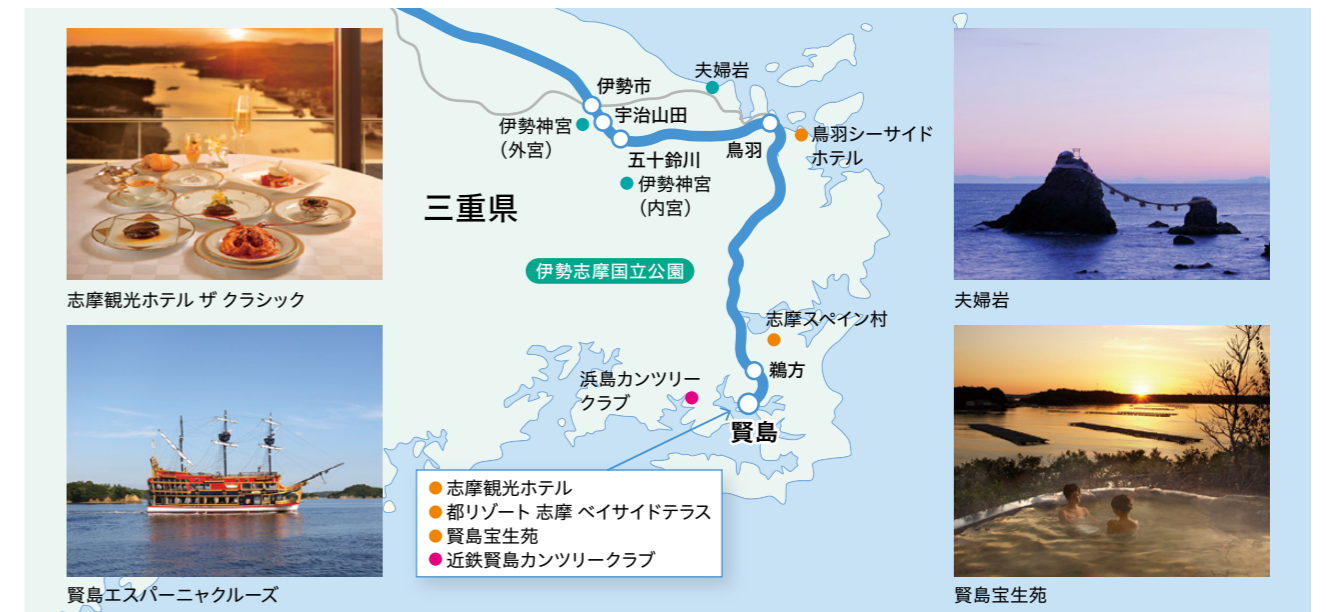 志摩観光ホテル ザ クラシック
賢島エスパーニャクルーズ
伊勢市
宇治山田
伊勢神宮
（外宮）
五十鈴川
伊勢神宮
（内宮）
夫婦岩
鳥羽
鳥羽シーサイド
ホテル
三重県
伊勢志摩国立公園
志摩スペイン村
鵜方
浜島カンツリー
クラブ
賢島
志摩観光ホテル
都リゾート 志摩 ベイサイドテラス
賢島宝生苑
近鉄賢島カンツリークラブ
夫婦岩
賢島宝生苑